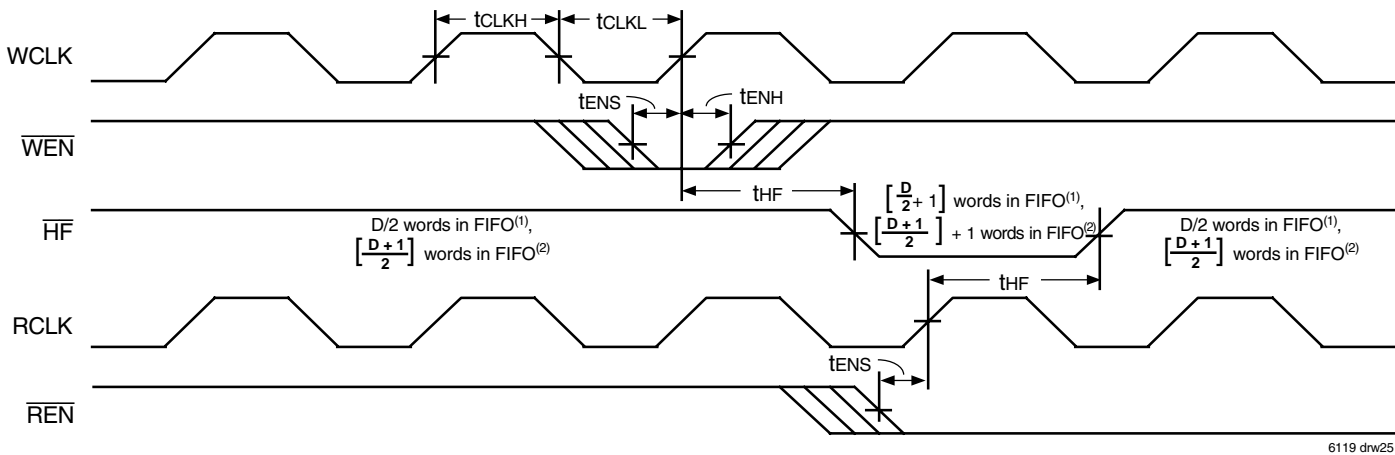 tCLKH tCLKL
WCLK
tENS tENH
WEN
tHF
[D/2 + 1] words in FIFO(1),
[D + 1/2] + 1 words in FIFO(2)
HF
D/2 words in FIFO(1),
[D + 1/2] words in FIFO(2)
D/2 words in FIFO(1),
[D + 1/2] words in FIFO(2)
tHF
RCLK
tENS
REN
6119 drw25